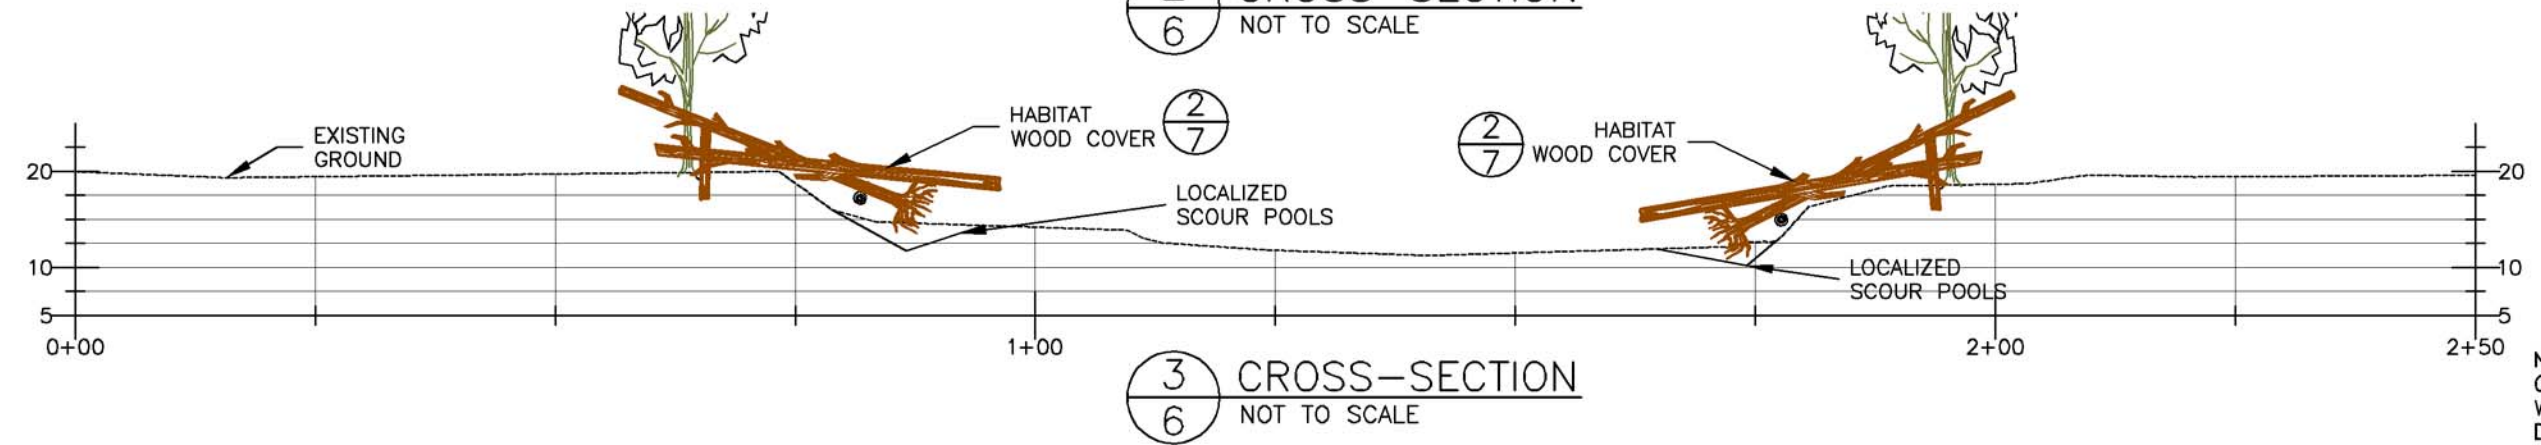 6
NOT TO SCALE
EXISTING
GROUND
HABITAT
WOOD COVER
2
7
2
7
HABITAT
WOOD COVER
LOCALIZED
SCOUR POOLS
LOCALIZED
SCOUR POOLS
20
10
5
20
10
5
0+00
1+00
2+00
2+50
3
6
CROSS-SECTION
NOT TO SCALE